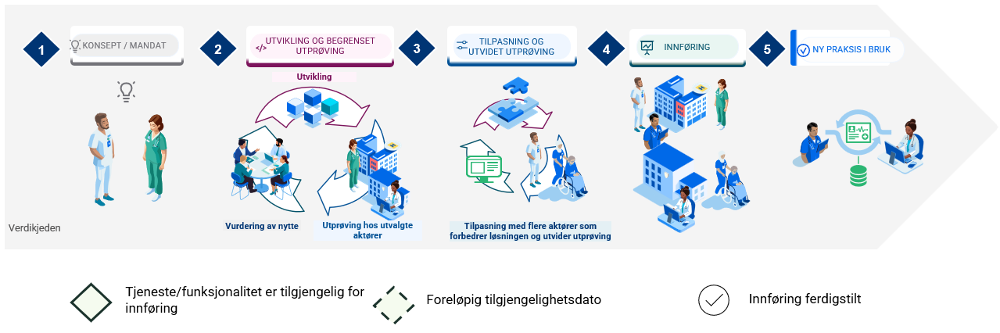 1
KONSEPT / MANDAT
2
UTVIKLING OG BEGRENSET
UTPRØVING
3
TILPASNING OG
UTVIDET UTPRØVING
4
INNFØRING
5
NY PRAKSIS I BRUK
Utvikling
Vurdering av nytte
Utprøving hos utvalgte
aktører
Tilpasning med flere aktører som
forbedrer løsningen og utvider utprøving
Verdikjeden
Tjeneste/funksjonalitet er tilgjengelig for
innføring
Foreløpig tilgjengelighetsdato
Innføring ferdigstilt